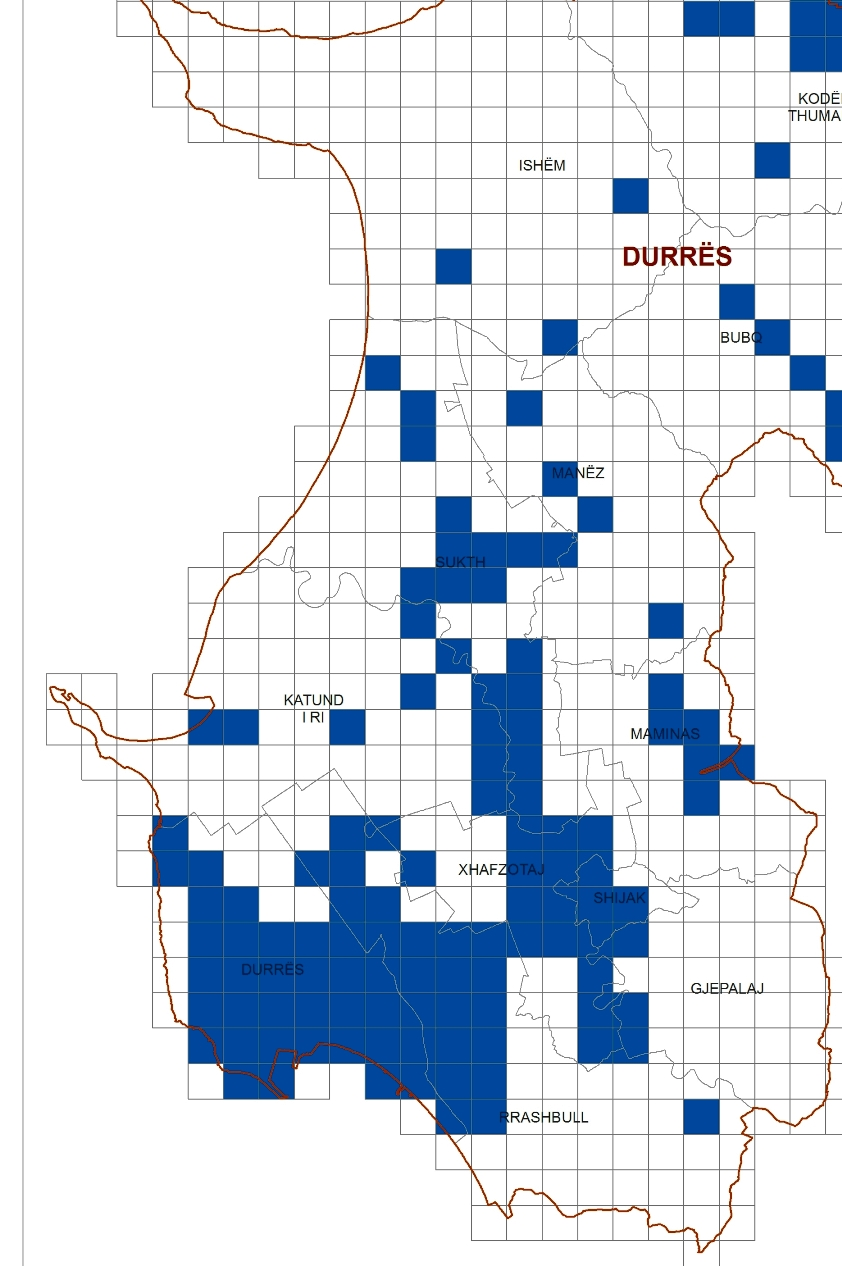 KODË
THUMA
ISHËM
DURRËS
BUBQ
MANËZ
SUKTH
KATUND
I RI
MAMINAS
XHAFZOTAJ
SHIJAK
DURRËS
GJEPALAJ
RRASHBULL